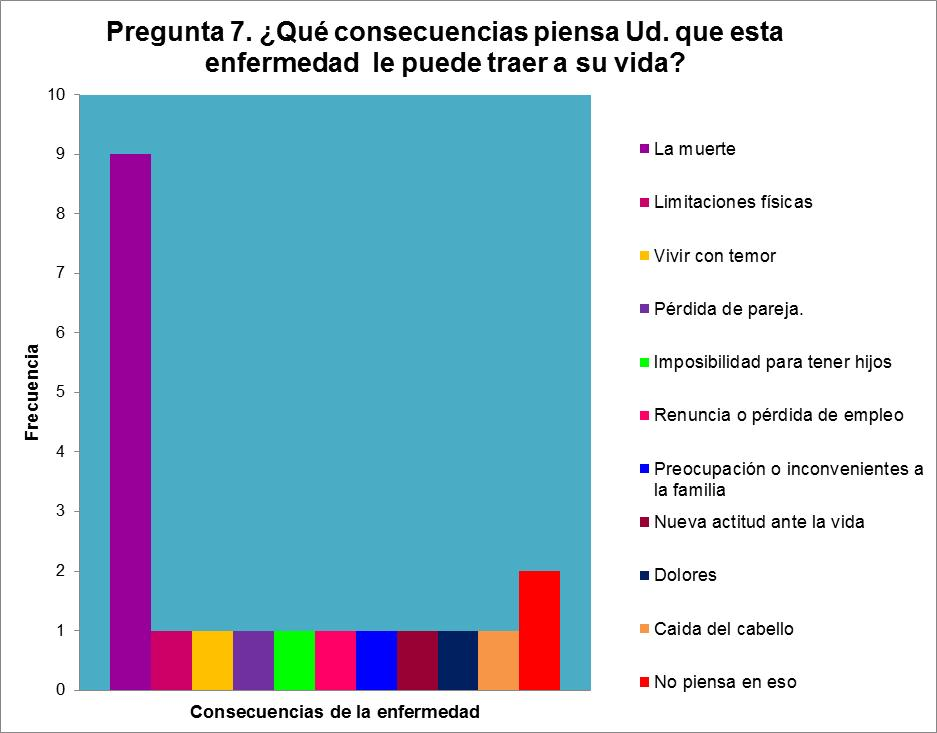 Pregunta 7. ¿Qué consecuencias piensa Ud. que esta
enfermedad le puede traer a su vida?
10
9
8
7
6
5
4
3
2
1
0
Frecuencia
Consecuencias de la enfermedad
La muerte
Limitaciones físicas
Vivir con temor
Pérdida de pareja.
Imposibilidad para tener hijos
Renuncia o pérdida de empleo
Preocupación o inconvenientes a
la familia
Nueva actitud ante la vida
Dolores
Caida del cabello
No piensa en eso